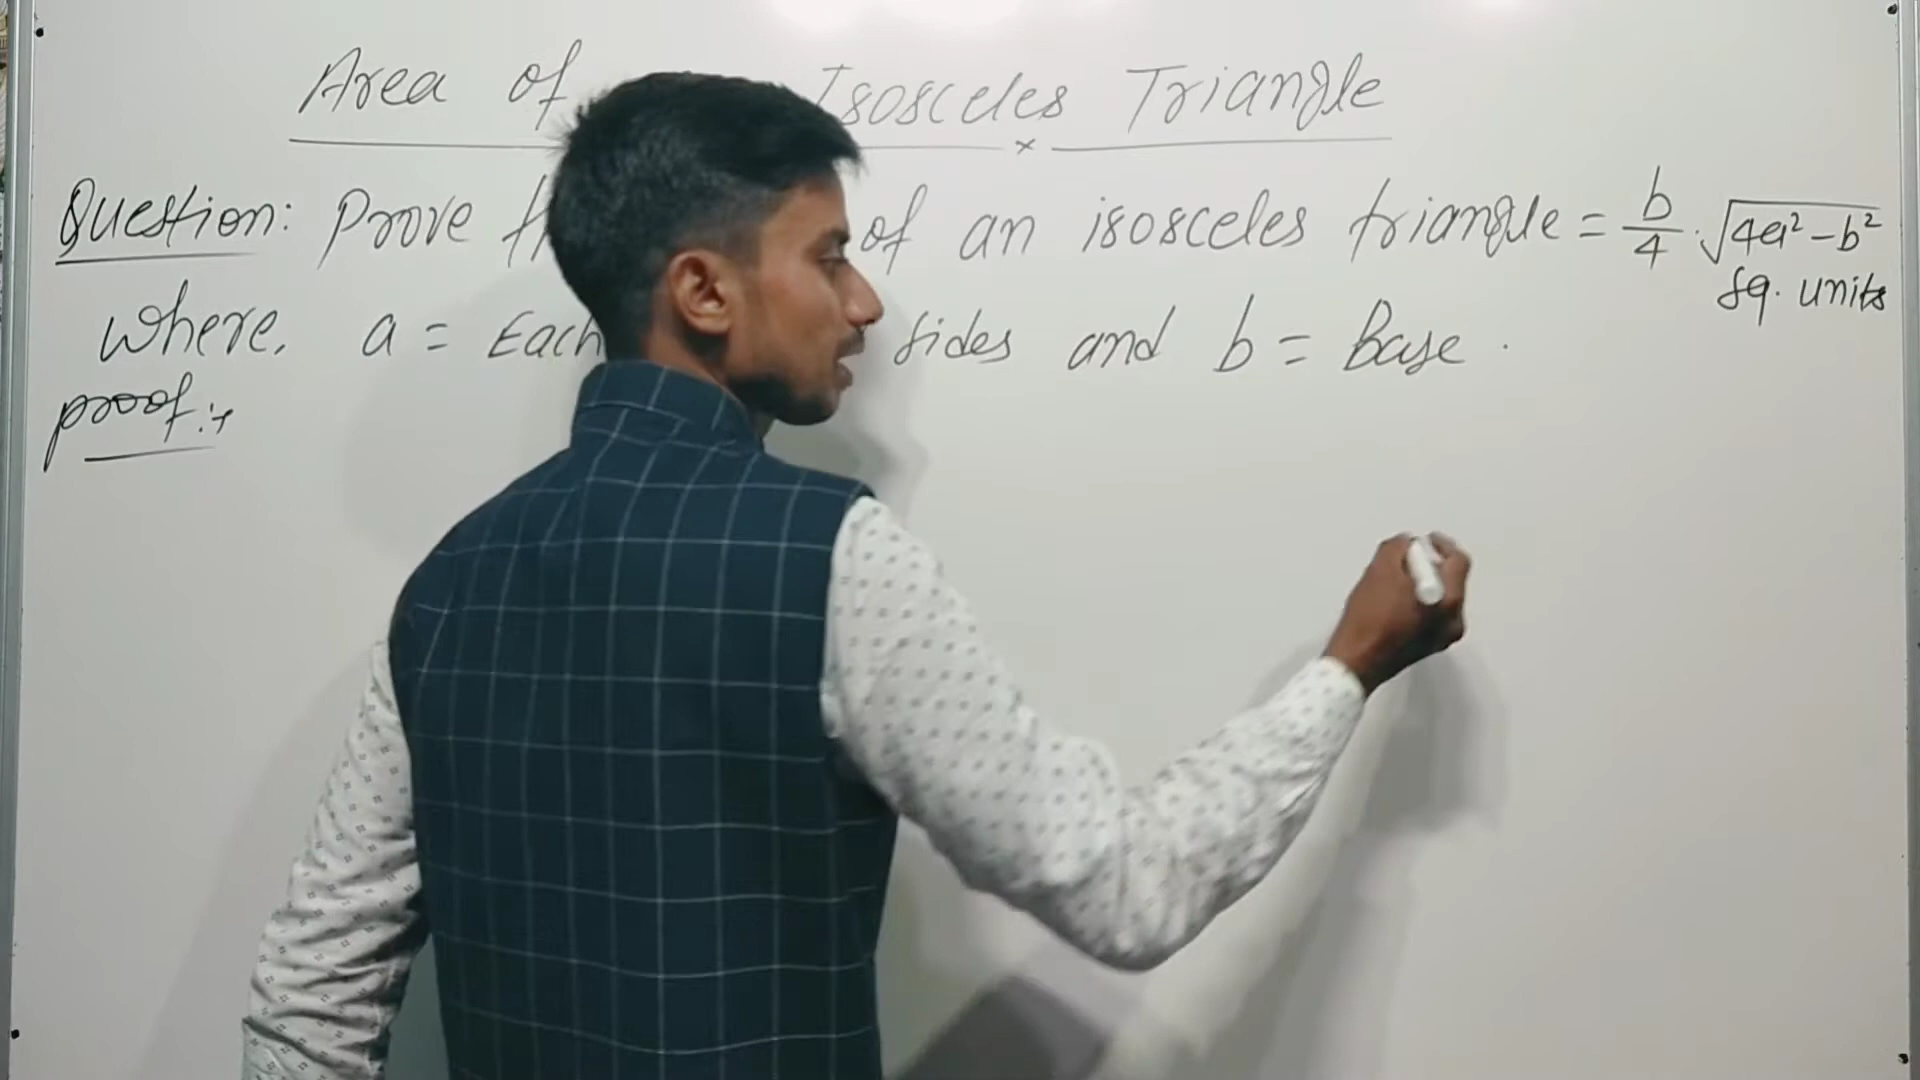 Area of Isosceles Triangle
Question: Prove th of an isosceles triangle = b/4 · √4a² - b²
sq. units
where, a = Each sides and b = Base .
proof :-